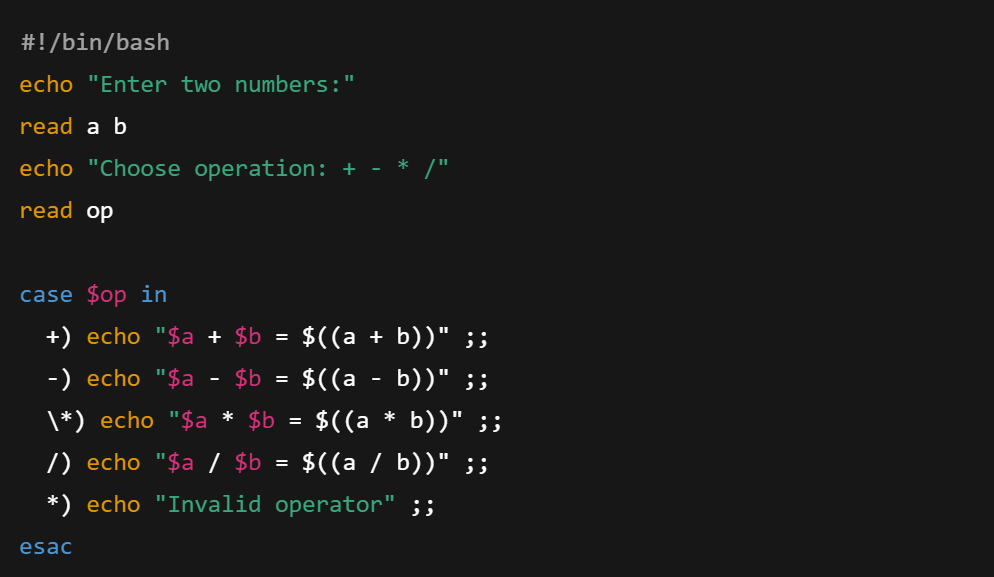 #!/bin/bash
echo "Enter two numbers:"
read a b
echo "Choose operation: + - * /"
read op

case $op in
  +) echo "$a + $b = $((a + b))" ;;
  -) echo "$a - $b = $((a - b))" ;;
  \*) echo "$a * $b = $((a * b))" ;;
  /) echo "$a / $b = $((a / b))" ;;
  *) echo "Invalid operator" ;;
esac